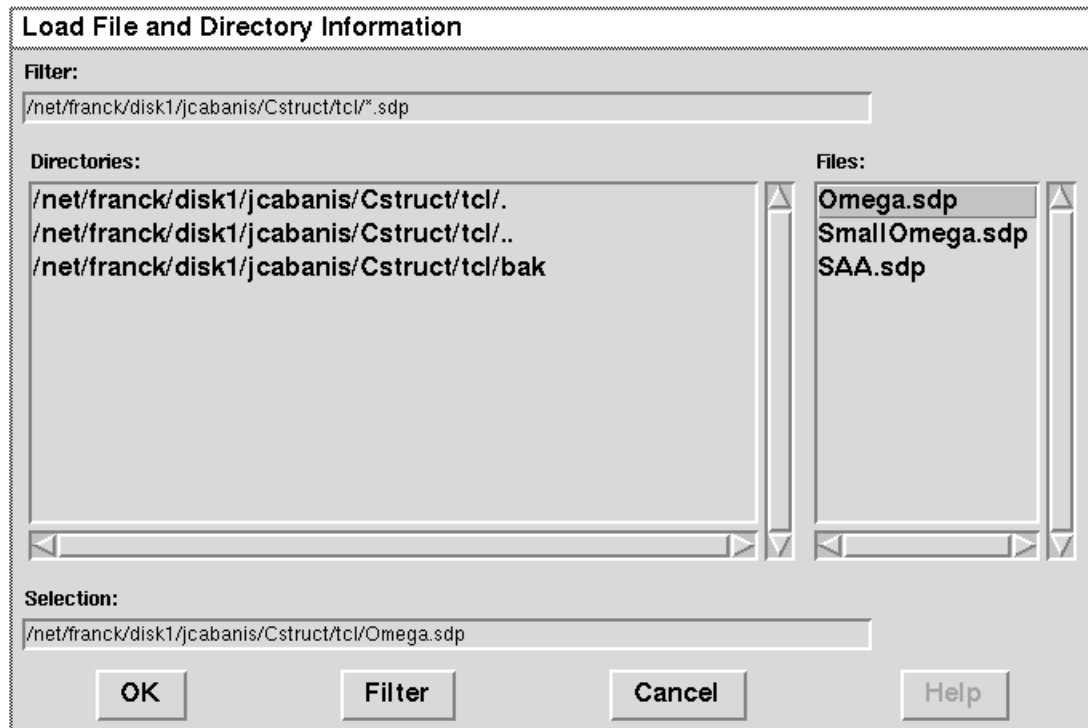 Load File and Directory Information
Filter:
/net/franck/disk1/jcabanis/Cstruct/tcl/*.sdp
Directories:
/net/franck/disk1/jcabanis/Cstruct/tcl/.
/net/franck/disk1/jcabanis/Cstruct/tcl/..
/net/franck/disk1/jcabanis/Cstruct/tcl/bak
Files:
Omega.sdp
SmallOmega.sdp
SAA.sdp
Selection:
/net/franck/disk1/jcabanis/Cstruct/tcl/Omega.sdp
OK Filter Cancel Help